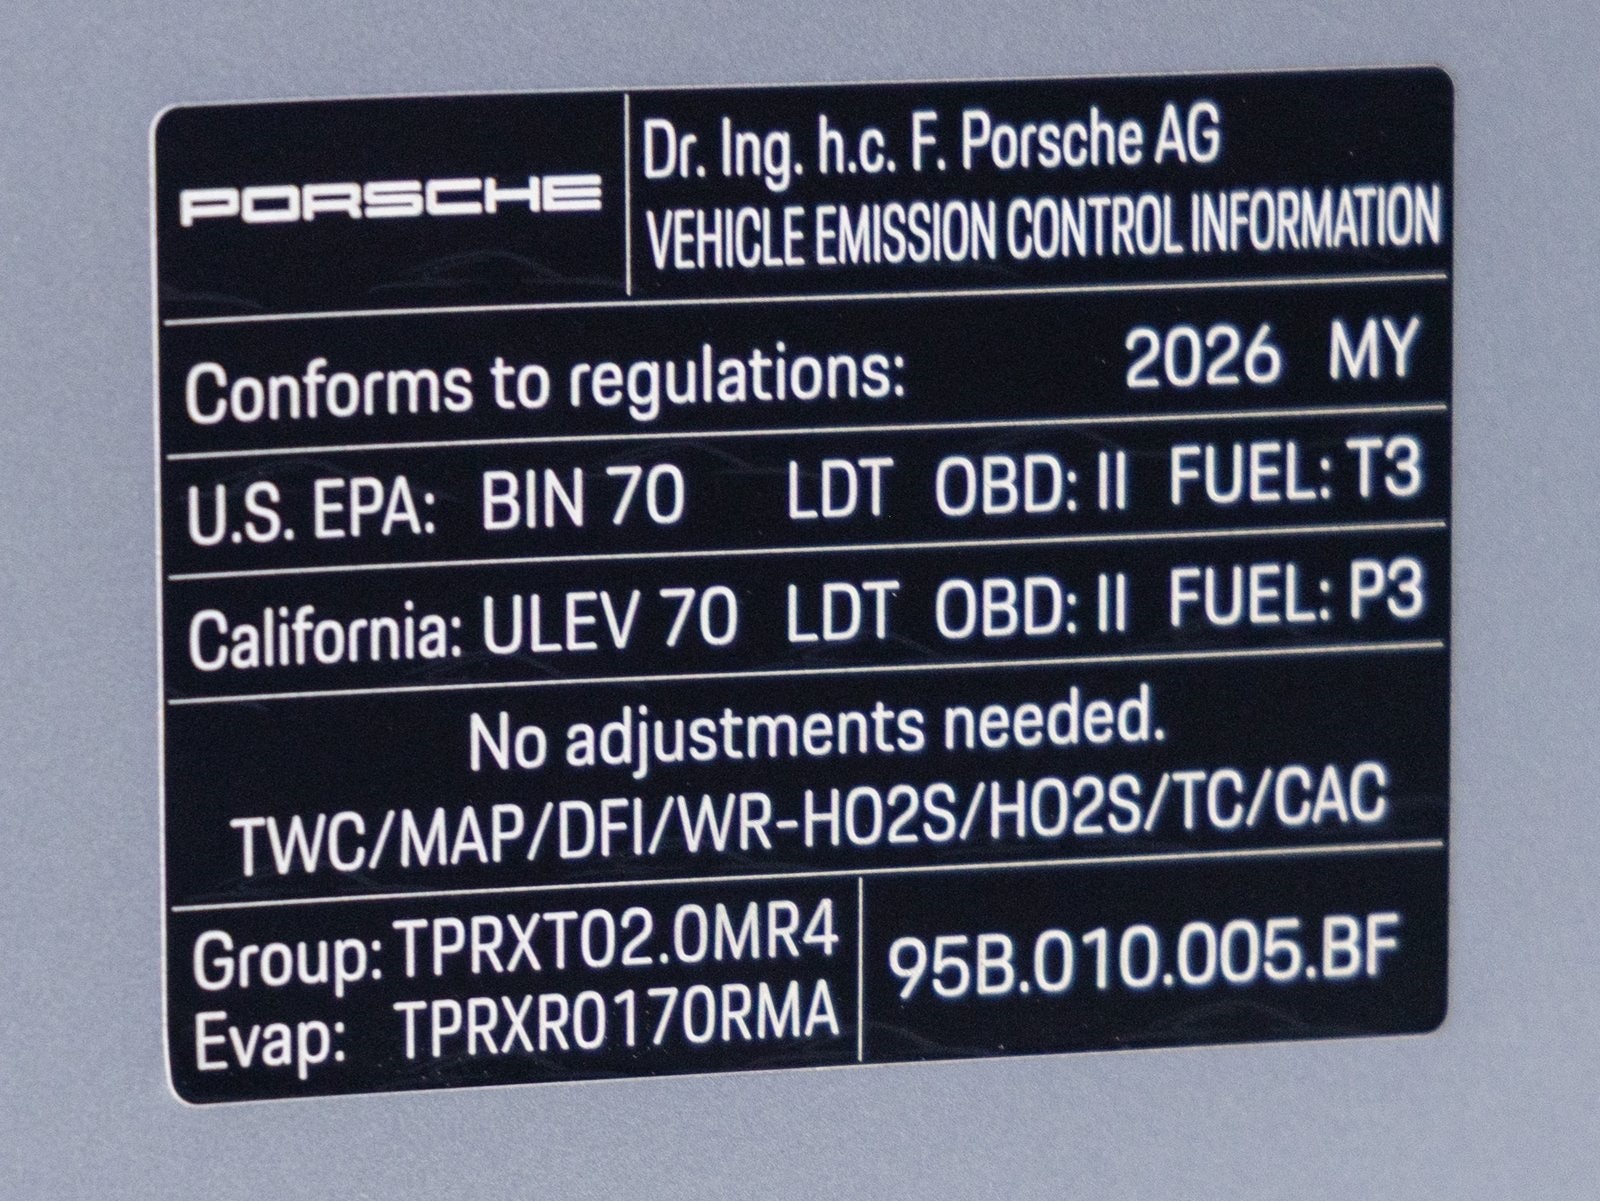 PORSCHE
Dr. Ing. h.c. F. Porsche AG
VEHICLE EMISSION CONTROL INFORMATION
Conforms to regulations: 2026 MY
U.S. EPA: BIN 70 LDT OBD: II FUEL: T3
California: ULEV 70 LDT OBD: II FUEL: P3
No adjustments needed.
TWC/MAP/DFI/WR-HO2S/HO2S/TC/CAC
Group: TPRXT02.0MR4
Evap: TPRXR0170RMA
95B.010.005.BF